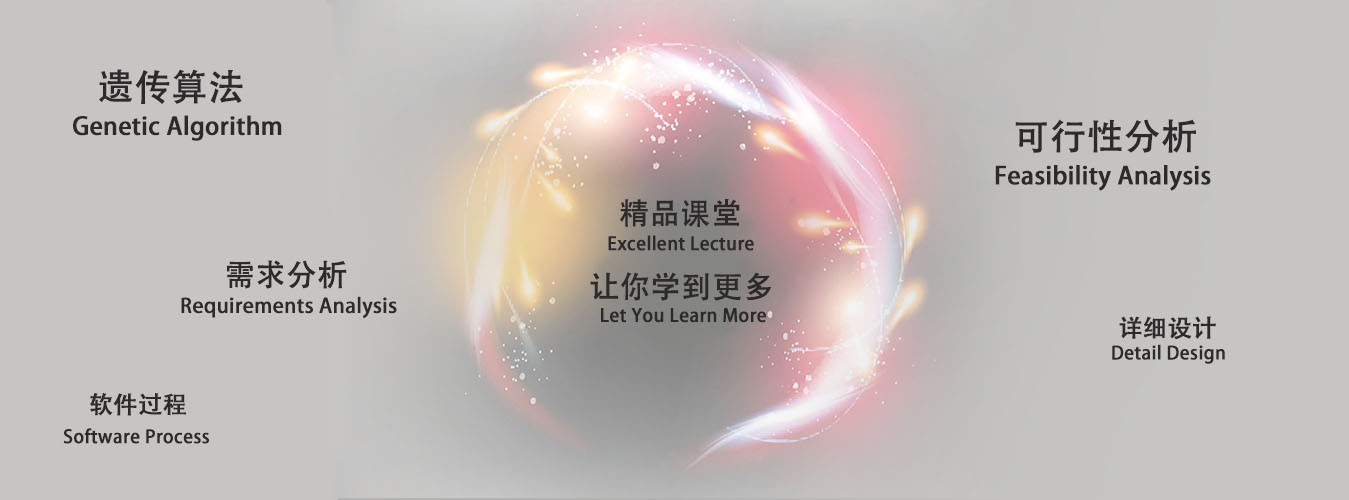 遗传算法
Genetic Algorithm
可行性分析
Feasibility Analysis
精品课堂
Excellent Lecture
需求分析
Requirements Analysis
让你学到更多
Let You Learn More
详细设计
Detail Design
软件过程
Software Process